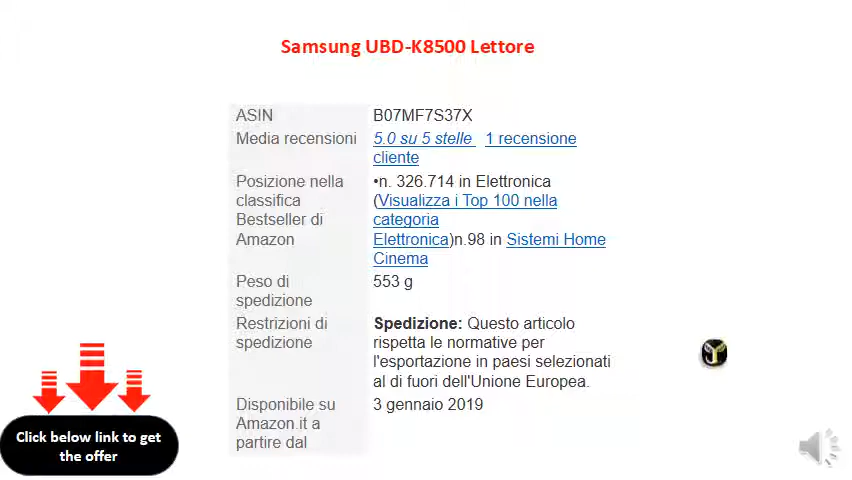 Samsung UBD-K8500 Lettore
ASIN B07MF7S37X
Media recensioni 5.0 su 5 stelle 1 recensione
cliente
Posizione nella •n. 326.714 in Elettronica
classifica (Visualizza i Top 100 nella
Bestseller di categoria
Amazon Elettronica)n.98 in Sistemi Home
Cinema
Peso di 553 g
spedizione
Restrizioni di Spedizione: Questo articolo
spedizione rispetta le normative per
l'esportazione in paesi selezionati
al di fuori dell'Unione Europea.
Disponibile su 3 gennaio 2019
Amazon.it a
partire dal
Click below link to get
the offer